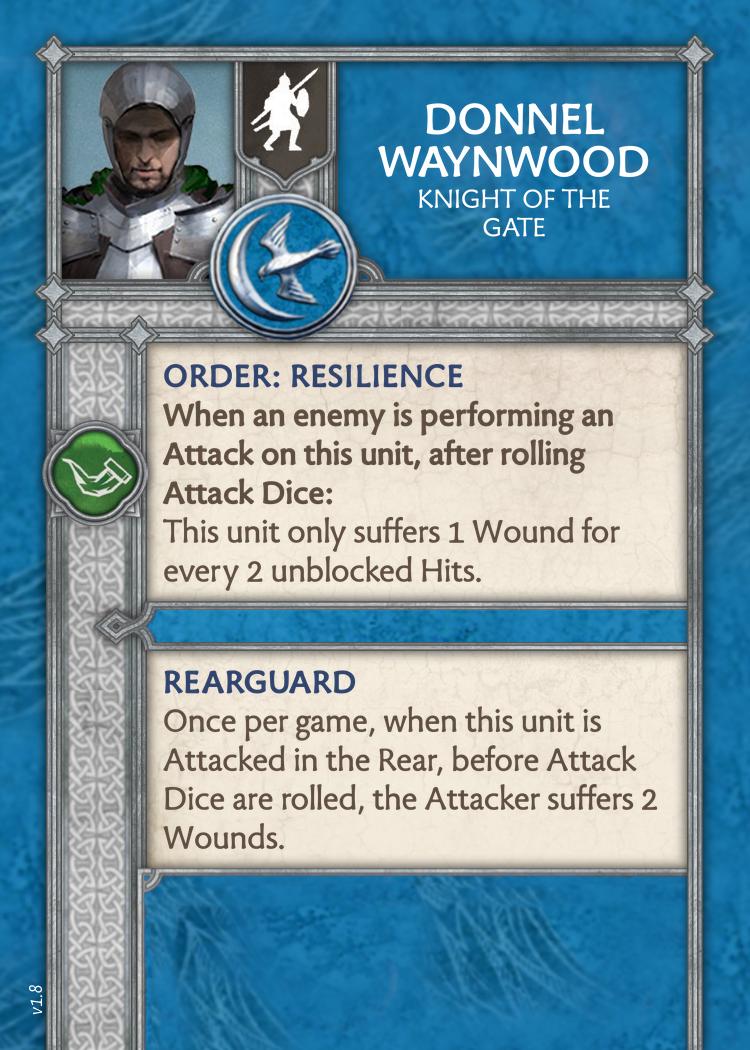 DONNEL
WAYNWOOD
KNIGHT OF THE
GATE
ORDER: RESILIENCE
When an enemy is performing an
Attack on this unit, after rolling
Attack Dice:
This unit only suffers 1 Wound for
every 2 unblocked Hits.
REARGUARD
Once per game, when this unit is
Attacked in the Rear, before Attack
Dice are rolled, the Attacker suffers 2
Wounds.
v1.8